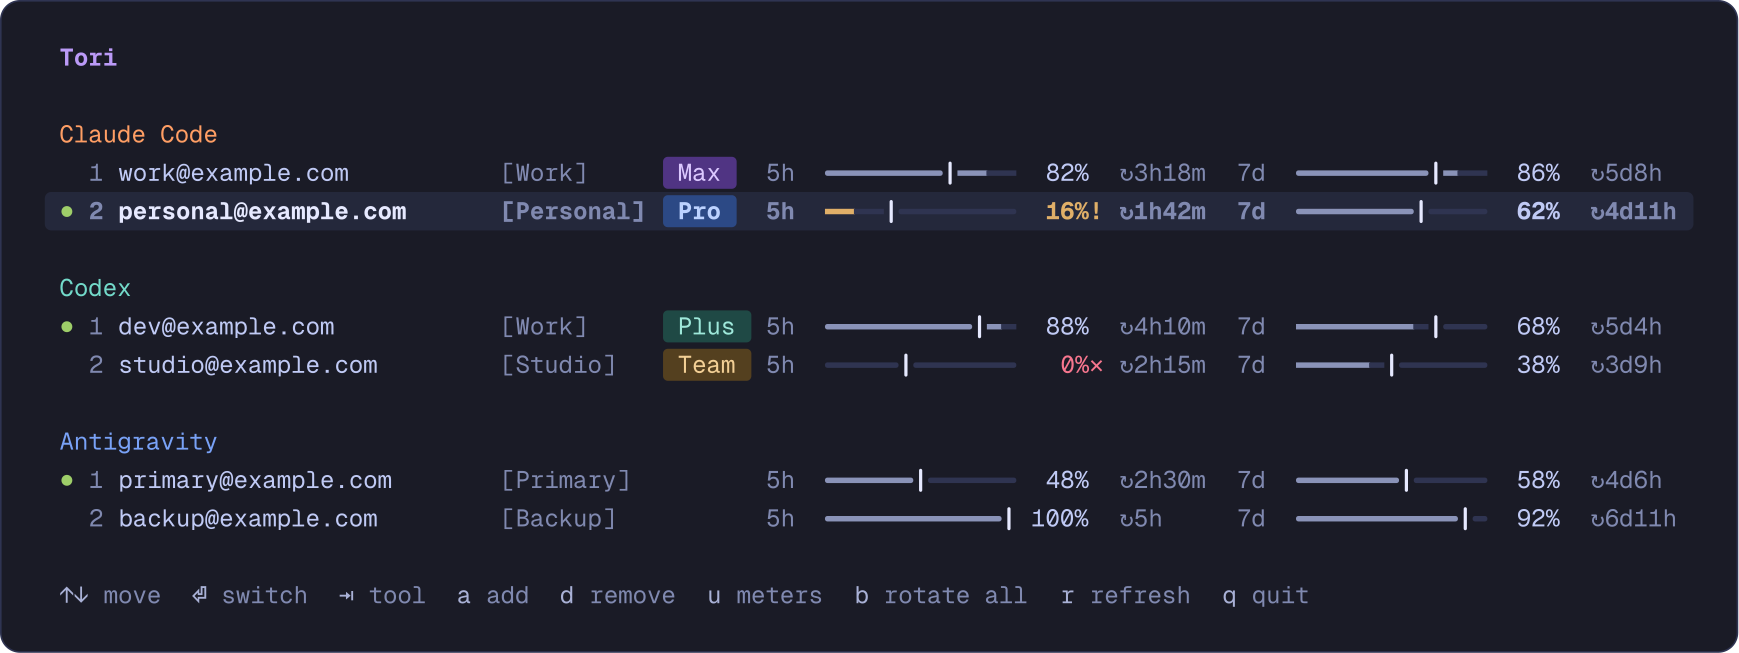 Tori
Claude Code
1 work@example.com [Work] Max 5h 82% ↻3h18m 7d 86% ↻5d8h
● 2 personal@example.com [Personal] Pro 5h 16%! ↻1h42m 7d 62% ↻4d11h
Codex
● 1 dev@example.com [Work] Plus 5h 88% ↻4h10m 7d 68% ↻5d4h
2 studio@example.com [Studio] Team 5h 0%× ↻2h15m 7d 38% ↻3d9h
Antigravity
● 1 primary@example.com [Primary] 5h 48% ↻2h30m 7d 58% ↻4d6h
2 backup@example.com [Backup] 5h 100% ↻5h 7d 92% ↻6d11h
↑↓ move ⏎ switch ⇥ tool a add d remove u meters b rotate all r refresh q quit